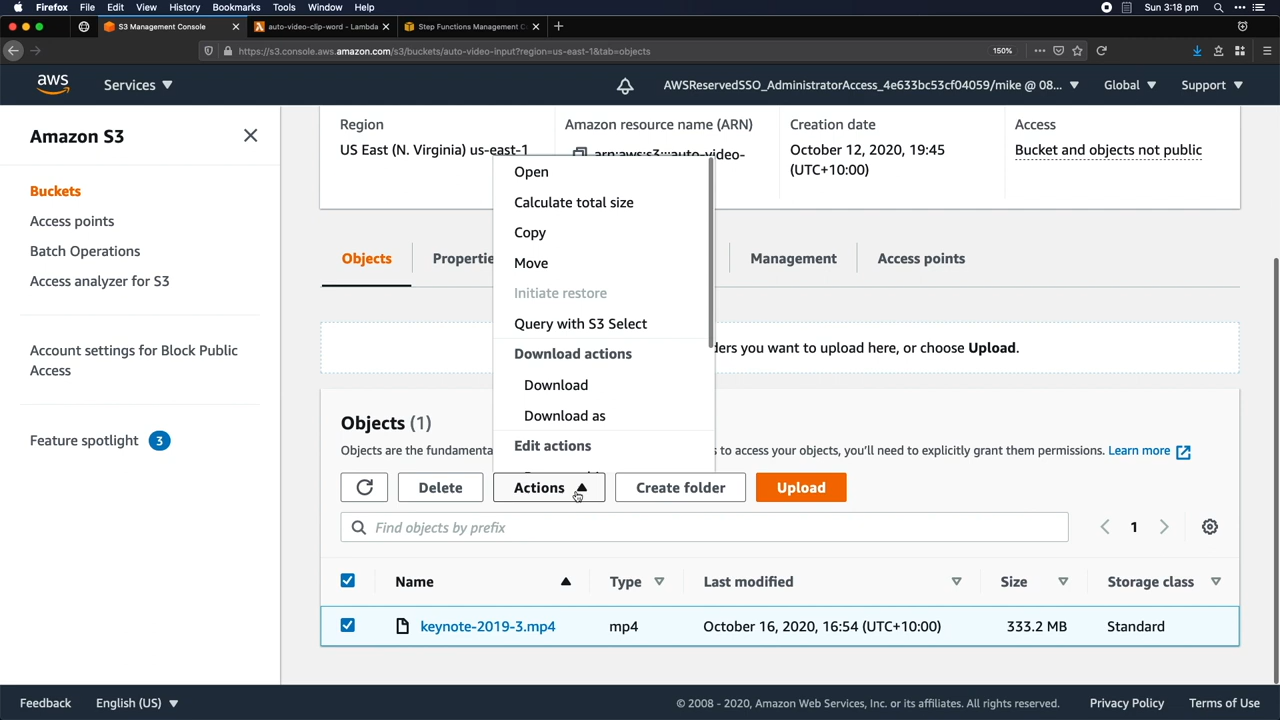 Firefox File Edit View History Bookmarks Tools Window Help Sun 3:18 pm
S3 Management Console auto-video-clip-word - Lambda Step Functions Management C
https://s3.console.aws.amazon.com/s3/buckets/auto-video-input?region=us-east-1&tab=objects 150%
aws Services AWSReservedSSO_AdministratorAccess_4e633bc53cf04059/mike @ 08... Global Support
Amazon S3
Buckets
Access points
Batch Operations
Access analyzer for S3
Account settings for Block Public
Access
Feature spotlight 3
Region Amazon resource name (ARN) Creation date Access
US East (N. Virginia) us-east-1 arn:aws:s3:::auto-video- October 12, 2020, 19:45 Bucket and objects not public
(UTC+10:00)
Open
Calculate total size
Copy
Move
Initiate restore
Query with S3 Select
Download actions
Download
Download as
Edit actions
Objects Propertie Management Access points
ders you want to upload here, or choose Upload.
Objects (1)
Objects are the fundamenta s to access your objects, you'll need to explicitly grant them permissions. Learn more
Delete Actions Create folder Upload
Find objects by prefix 1
Name Type Last modified Size Storage class
keynote-2019-3.mp4 mp4 October 16, 2020, 16:54 (UTC+10:00) 333.2 MB Standard
Feedback English (US) © 2008 - 2020, Amazon Web Services, Inc. or its affiliates. All rights reserved. Privacy Policy Terms of Use